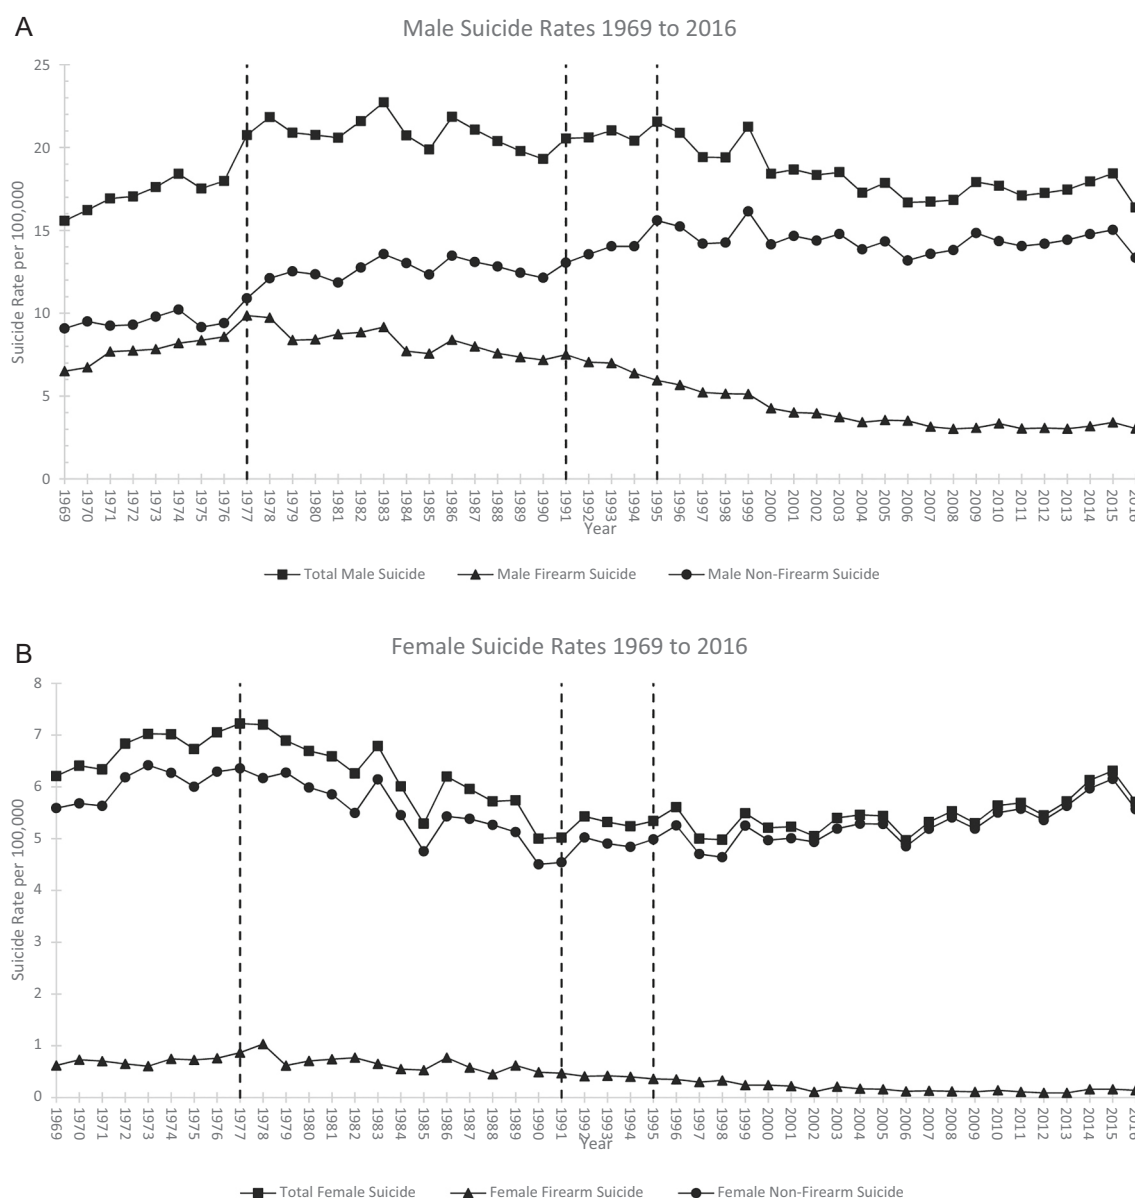 A
Male Suicide Rates 1969 to 2016
Suicide Rate per 100,000
25
20
15
10
5
0
1969 1970 1971 1972 1973 1974 1975 1976 1977 1978 1979 1980 1981 1982 1983 1984 1985 1986 1987 1988 1989 1990 1991 1992 1993 1994 1995 1996 1997 1998 1999 2000 2001 2002 2003 2004 2005 2006 2007 2008 2009 2010 2011 2012 2013 2014 2015 2016
Year
Total Male Suicide Male Firearm Suicide Male Non-Firearm Suicide
B
Female Suicide Rates 1969 to 2016
Suicide Rate per 100,000
8
7
6
5
4
3
2
1
0
1969 1970 1971 1972 1973 1974 1975 1976 1977 1978 1979 1980 1981 1982 1983 1984 1985 1986 1987 1988 1989 1990 1991 1992 1993 1994 1995 1996 1997 1998 1999 2000 2001 2002 2003 2004 2005 2006 2007 2008 2009 2010 2011 2012 2013 2014 2015 2016
Year
Total Female Suicide Female Firearm Suicide Female Non-Firearm Suicide